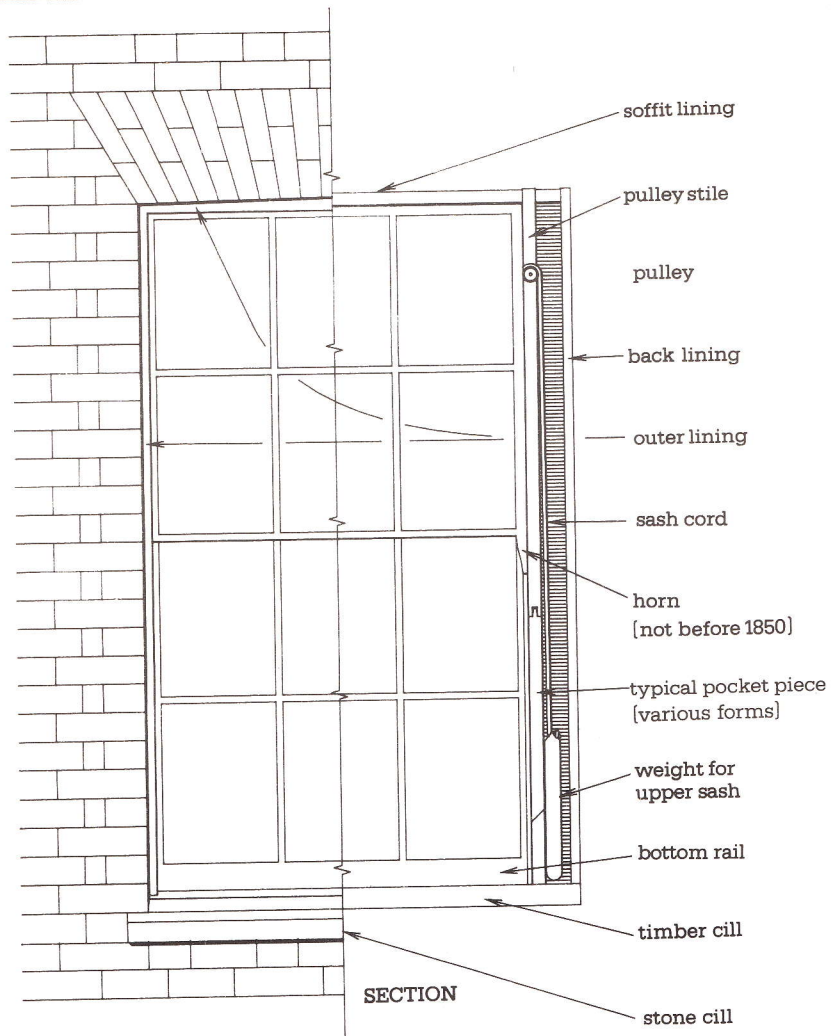 soffit lining
pulley stile
pulley
back lining
outer lining
sash cord
horn
[not before 1850]
typical pocket piece
[various forms]
weight for
upper sash
bottom rail
timber cill
SECTION
stone cill